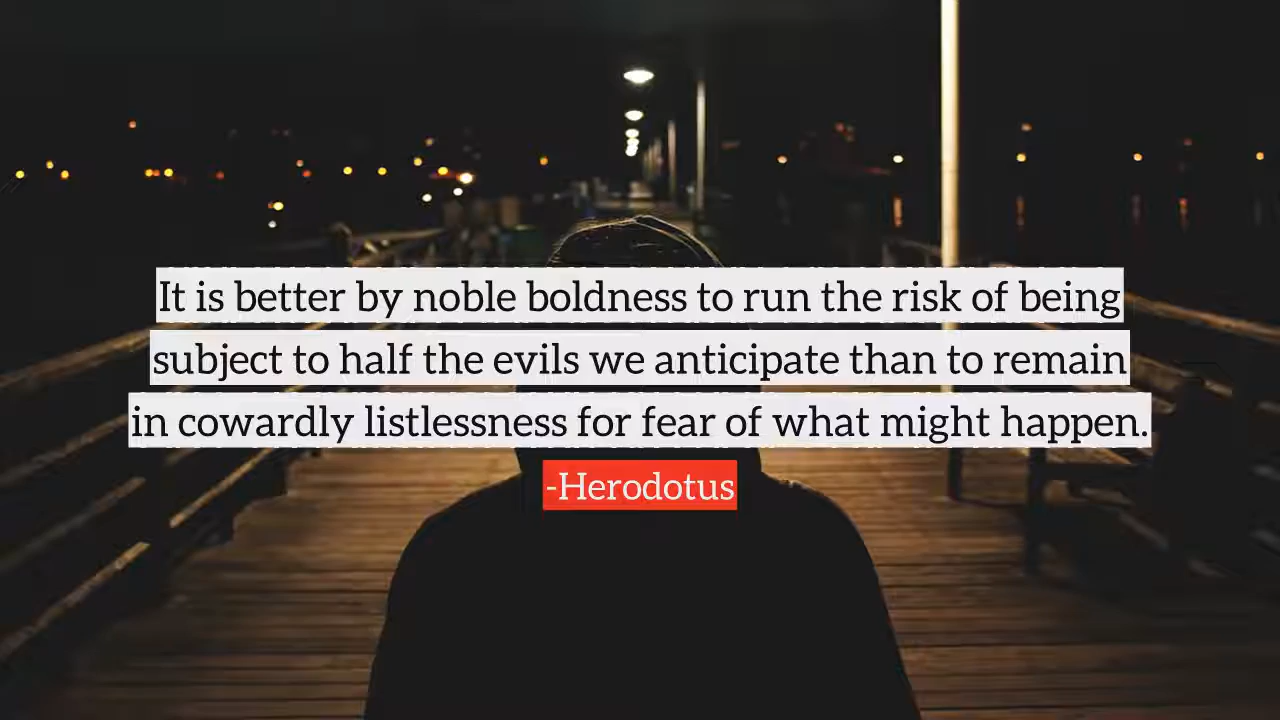 It is better by noble boldness to run the risk of being
subject to half the evils we anticipate than to remain
in cowardly listlessness for fear of what might happen.
-Herodotus